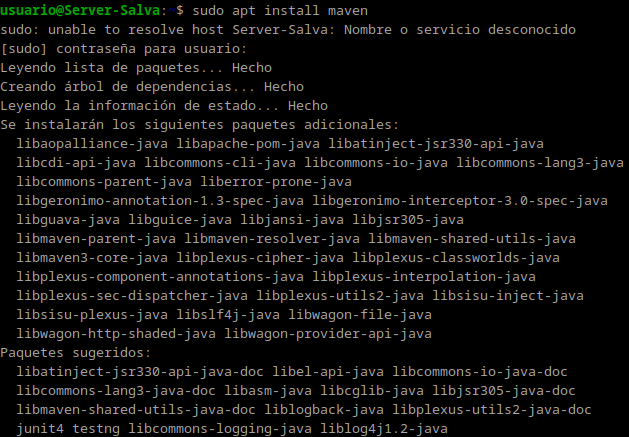 usuario@Server-Salva:~$ sudo apt install maven
sudo: unable to resolve host Server-Salva: Nombre o servicio desconocido
[sudo] contraseña para usuario:
Leyendo lista de paquetes... Hecho
Creando árbol de dependencias... Hecho
Leyendo la información de estado... Hecho
Se instalarán los siguientes paquetes adicionales:
libaopalliance-java libapache-pom-java libatinject-jsr330-api-java
libcdi-api-java libcommons-cli-java libcommons-io-java libcommons-lang3-java
libcommons-parent-java liberror-prone-java
libgeronimo-annotation-1.3-spec-java libgeronimo-interceptor-3.0-spec-java
libguava-java libguice-java libjansi-java libjsr305-java
libmaven-parent-java libmaven-resolver-java libmaven-shared-utils-java
libmaven3-core-java libplexus-cipher-java libplexus-classworlds-java
libplexus-component-annotations-java libplexus-interpolation-java
libplexus-sec-dispatcher-java libplexus-utils2-java libsisu-inject-java
libsisu-plexus-java libslf4j-java libwagon-file-java
libwagon-http-shaded-java libwagon-provider-api-java
Paquetes sugeridos:
libatinject-jsr330-api-java-doc libel-api-java libcommons-io-java-doc
libcommons-lang3-java-doc libasm-java libcglib-java libjsr305-java-doc
libmaven-shared-utils-java-doc liblogback-java libplexus-utils2-java-doc
junit4 testng libcommons-logging-java liblog4j1.2-java